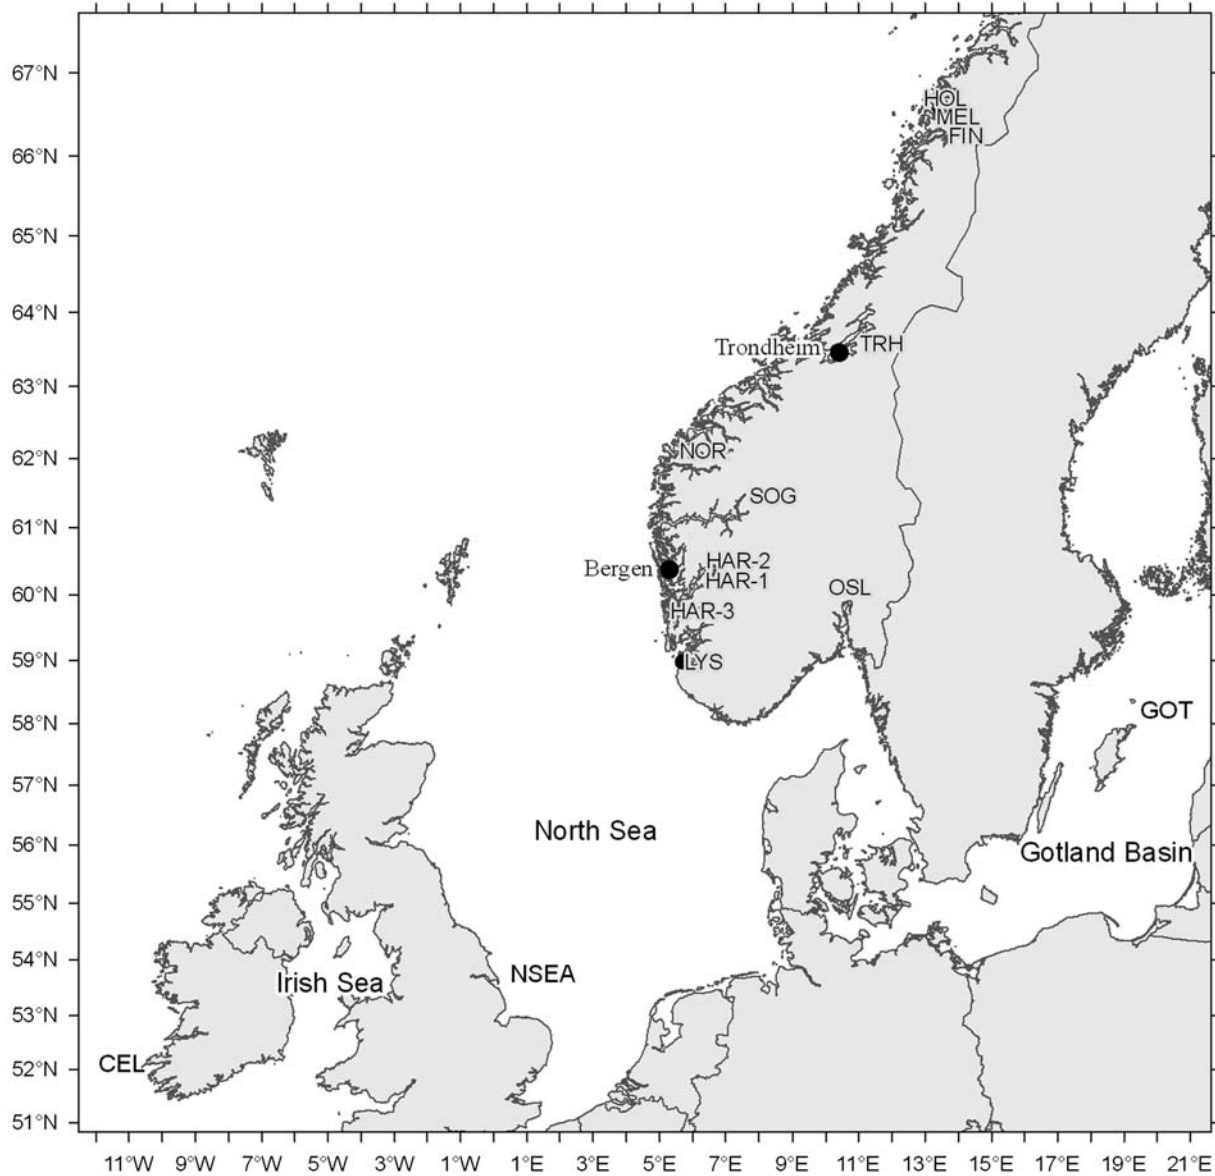 67°N
HOL
MEL
FIN
66°N
65°N
64°N
Trondheim
TRH
63°N
62°N
NOR
SOG
61°N
Bergen
HAR-2
HAR-1
60°N
HAR-3
OSL
59°N
LYS
58°N
GOT
57°N
56°N
North Sea
Gotland Basin
55°N
54°N
Irish Sea
NSEA
53°N
CEL
52°N
51°N
11°W 9°W 7°W 5°W 3°W 1°W 1°E 3°E 5°E 7°E 9°E 11°E 13°E 15°E 17°E 19°E 21°E